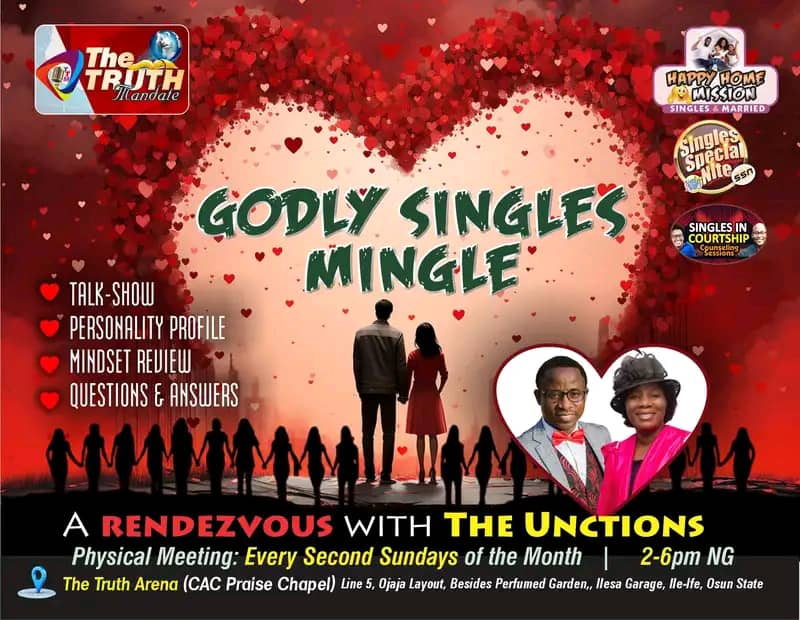 The
TRUTH
Mandate
HAPPY HOME
MISSION
SINGLES & MARRIED
Singles
Special
Nite
SSN
SINGLES IN
COURTSHIP
Counseling
Sessions
GODLY SINGLES
MINGLE
TALK-SHOW
PERSONALITY PROFILE
MINDSET REVIEW
QUESTIONS & ANSWERS
A RENDEZVOUS WITH THE UNCTIONS
Physical Meeting: Every Second Sundays of the Month | 2-6pm NG
The Truth Arena (CAC Praise Chapel) Line 5, Ojaja Layout, Besides Perfumed Garden,, Ilesa Garage, Ile-Ife, Osun State